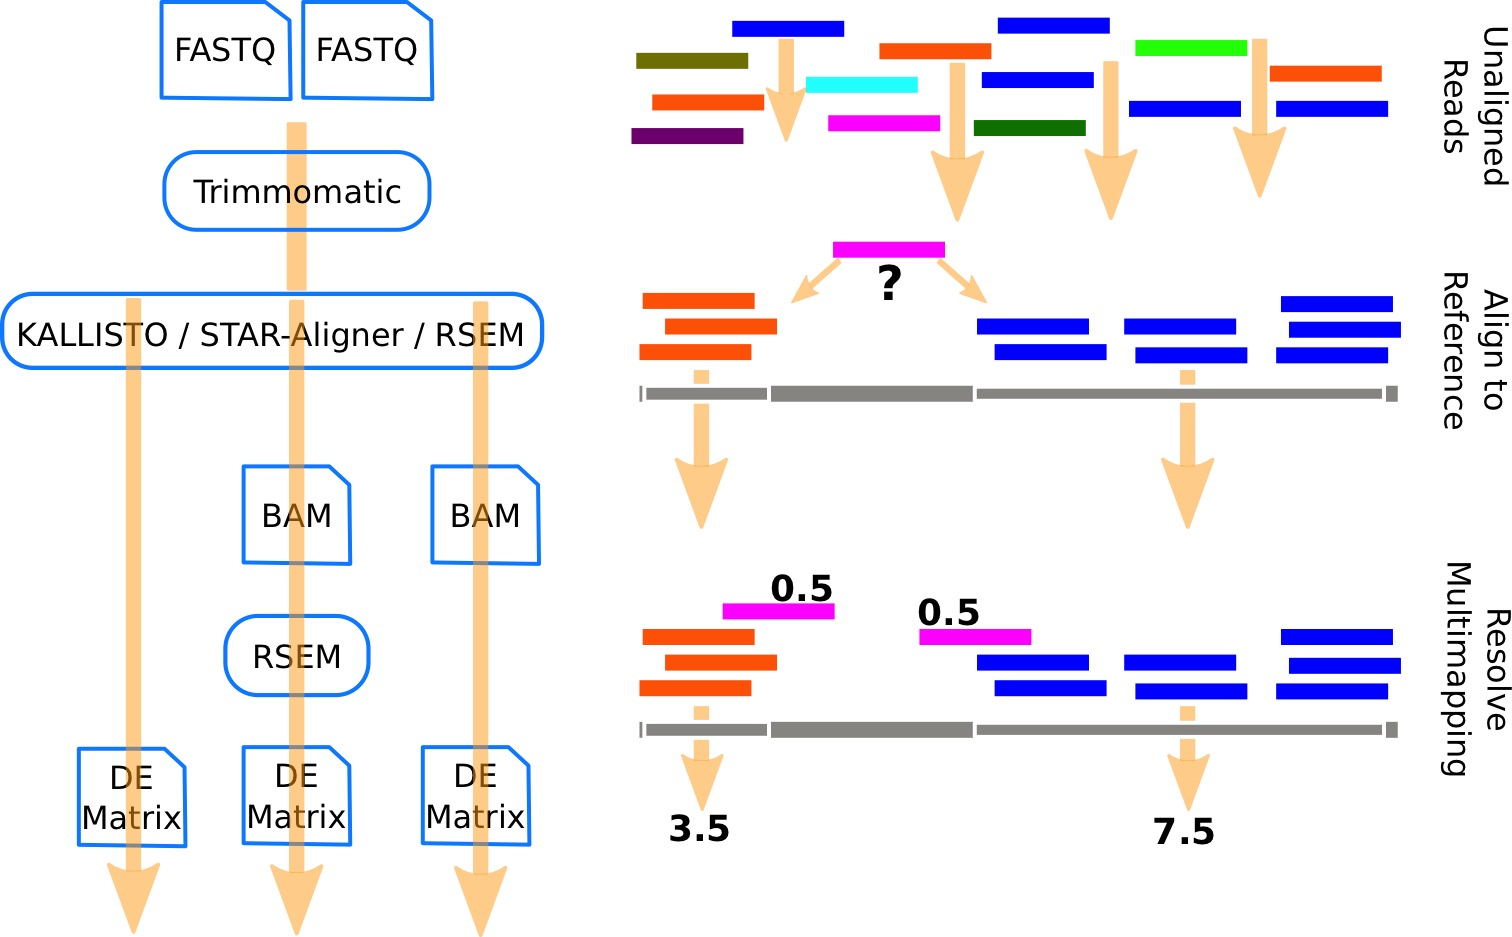 FASTQ
FASTQ
Trimmomatic
KALLISTO / STAR-Aligner / RSEM
BAM
BAM
RSEM
DE
Matrix
DE
Matrix
DE
Matrix
Unaligned
Reads
?
Align to
Reference
0.5
0.5
Resolve
Multimapping
3.5
7.5